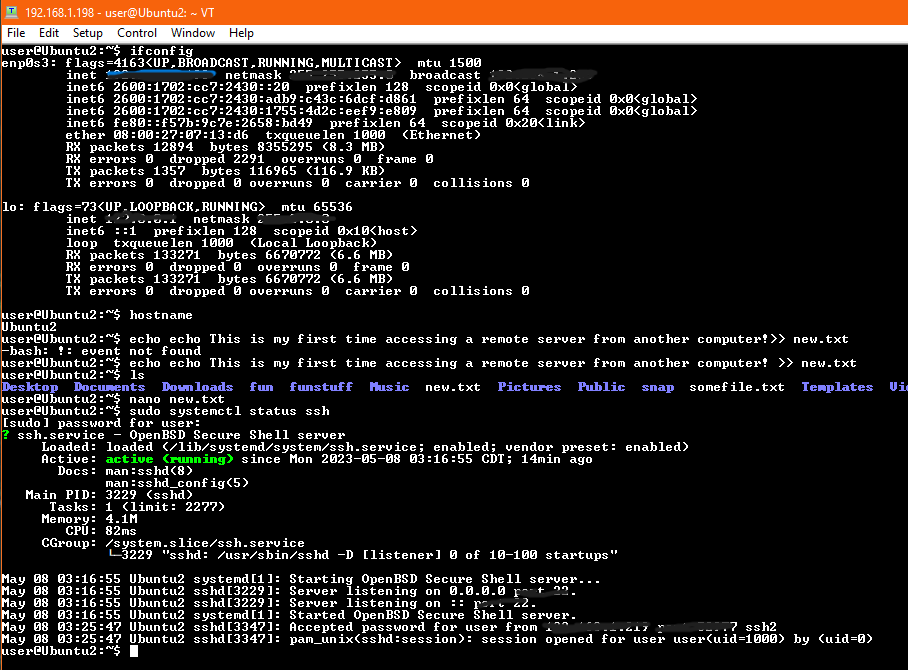 192.168.1.198 - user@Ubuntu2: ~ VT
File Edit Setup Control Window Help
user@Ubuntu2:~$ ifconfig
enp0s3: flags=4163<UP,BROADCAST,RUNNING,MULTICAST>  mtu 1500
inet netmask broadcast
inet6 2600:1702:cc7:2430::20  prefixlen 128  scopeid 0x0<global>
inet6 2600:1702:cc7:2430:adb9:c43c:6dcf:d861  prefixlen 64  scopeid 0x0<global>
inet6 2600:1702:cc7:2430:1755:4d2c:eef9:e809  prefixlen 64  scopeid 0x0<global>
inet6 fe80::f57b:9c7e:2658:bd49  prefixlen 64  scopeid 0x20<link>
ether 08:00:27:07:13:d6  txqueuelen 1000  (Ethernet)
RX packets 12894  bytes 8355295 (8.3 MB)
RX errors 0  dropped 2291  overruns 0  frame 0
TX packets 1357  bytes 116965 (116.9 KB)
TX errors 0  dropped 0 overruns 0  carrier 0  collisions 0
lo: flags=73<UP,LOOPBACK,RUNNING>  mtu 65536
inet netmask
inet6 ::1  prefixlen 128  scopeid 0x10<host>
loop  txqueuelen 1000  (Local Loopback)
RX packets 133271  bytes 6670772 (6.6 MB)
RX errors 0  dropped 0  overruns 0  frame 0
TX packets 133271  bytes 6670772 (6.6 MB)
TX errors 0  dropped 0 overruns 0  carrier 0  collisions 0
user@Ubuntu2:~$ hostname
Ubuntu2
user@Ubuntu2:~$ echo echo This is my first time accessing a remote server from another computer!>> new.txt
-bash: !: event not found
user@Ubuntu2:~$ echo echo This is my first time accessing a remote server from another computer! >> new.txt
user@Ubuntu2:~$ ls
Desktop  Documents  Downloads  fun  funstuff  Music  new.txt  Pictures  Public  snap  somefile.txt  Templates
user@Ubuntu2:~$ nano new.txt
user@Ubuntu2:~$ sudo systemctl status ssh
[sudo] password for user:
? ssh.service - OpenBSD Secure Shell server
Loaded: loaded (/lib/systemd/system/ssh.service; enabled; vendor preset: enabled)
Active: active (running) since Mon 2023-05-08 03:16:55 CDT; 14min ago
Docs: man:sshd(8)
man:sshd_config(5)
Main PID: 3229 (sshd)
Tasks: 1 (limit: 2277)
Memory: 4.1M
CPU: 82ms
CGroup: /system.slice/ssh.service
└─3229 "sshd: /usr/sbin/sshd -D [listener] 0 of 10-100 startups"
May 08 03:16:55 Ubuntu2 systemd[1]: Starting OpenBSD Secure Shell server...
May 08 03:16:55 Ubuntu2 sshd[3229]: Server listening on 0.0.0.0
May 08 03:16:55 Ubuntu2 sshd[3229]: Server listening on :: 22.
May 08 03:16:55 Ubuntu2 systemd[1]: Started OpenBSD Secure Shell server.
May 08 03:25:47 Ubuntu2 sshd[3347]: Accepted password for user from ssh2
May 08 03:25:47 Ubuntu2 sshd[3347]: pam_unix(sshd:session): session opened for user user(uid=1000) by (uid=0)
user@Ubuntu2:~$